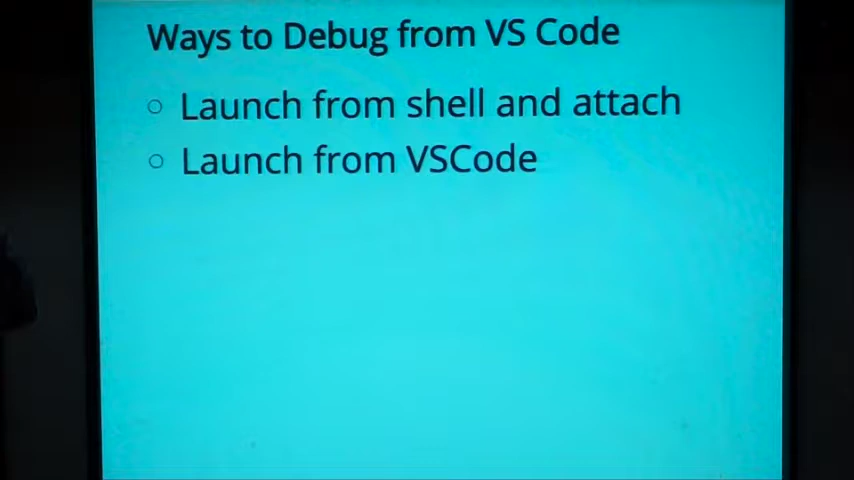 Ways to Debug from VS Code
Launch from shell and attach
Launch from VSCode